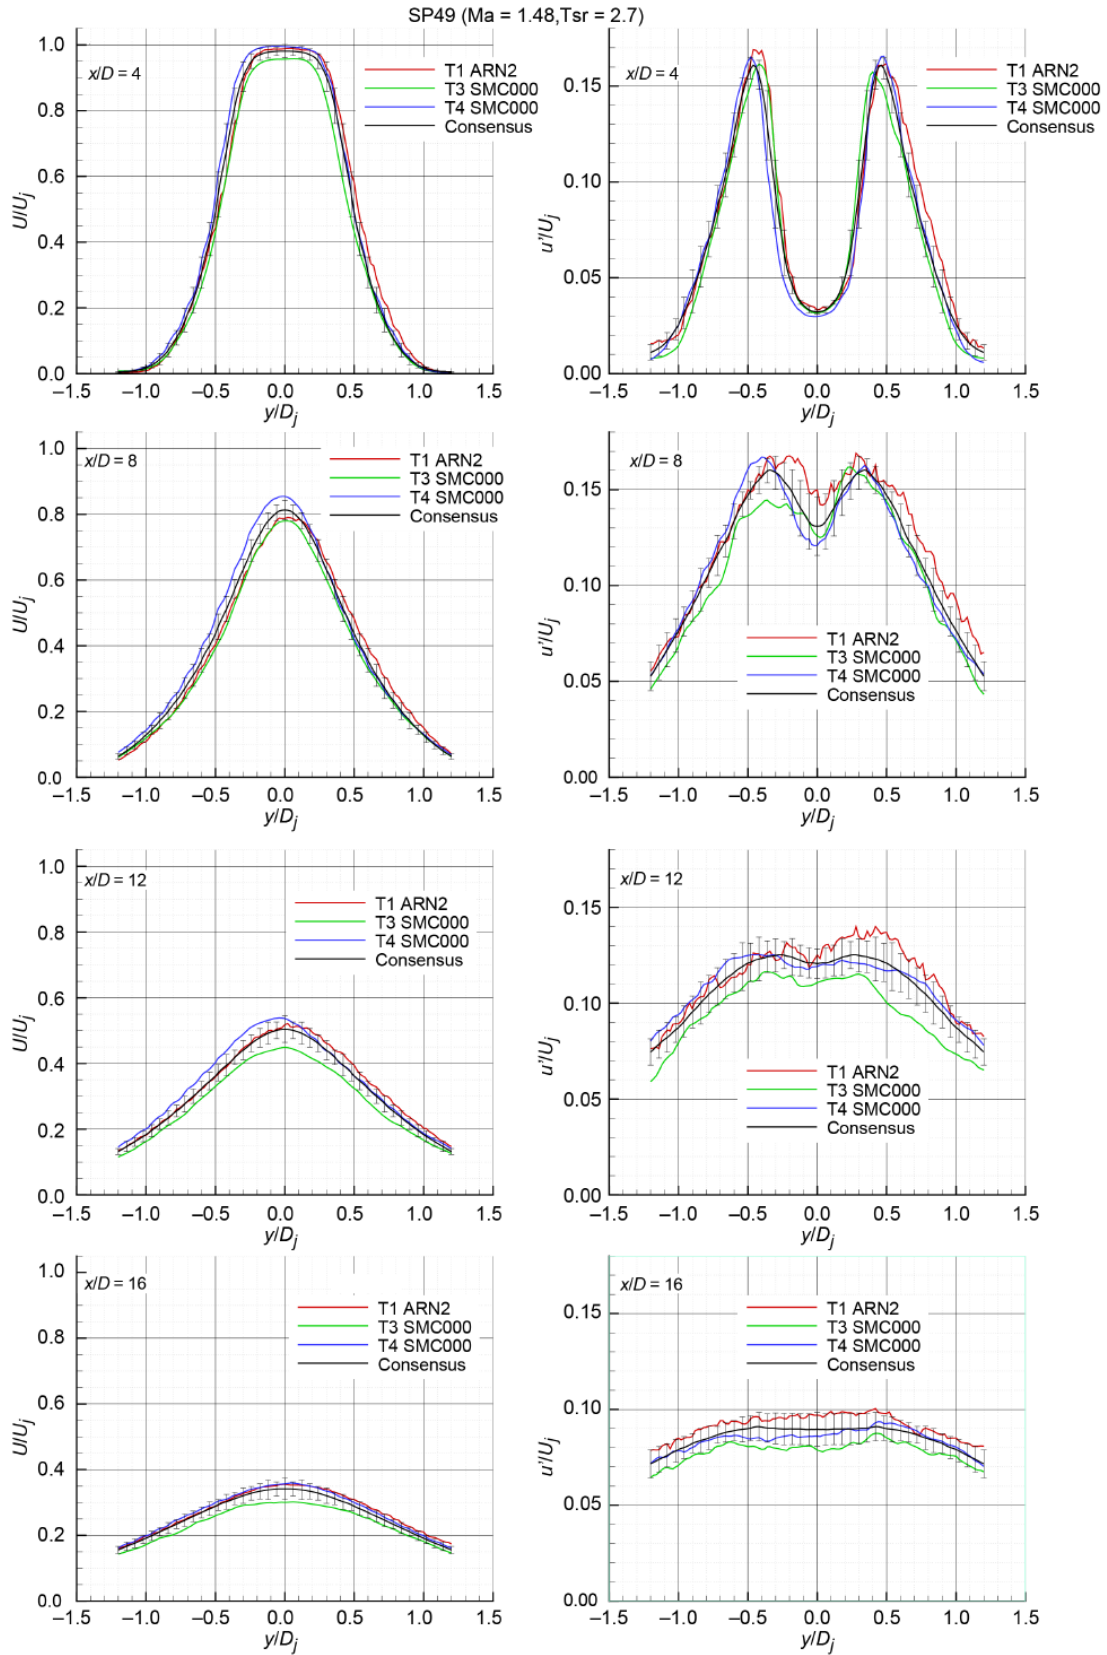 SP49 (Ma = 1.48,Tsr = 2.7)
U/Uj
1.0
0.8
0.6
0.4
0.2
0.0
x/D = 4
T1 ARN2
T3 SMC000
T4 SMC000
Consensus
–1.5 –1.0 –0.5 0.0 0.5 1.0 1.5
y/Dj
u'/Uj
0.15
0.10
0.05
0.00
x/D = 4
T1 ARN2
T3 SMC000
T4 SMC000
Consensus
–1.5 –1.0 –0.5 0.0 0.5 1.0 1.5
y/Dj
U/Uj
1.0
0.8
0.6
0.4
0.2
0.0
x/D = 8
T1 ARN2
T3 SMC000
T4 SMC000
Consensus
–1.5 –1.0 –0.5 0.0 0.5 1.0 1.5
y/Dj
u'/Uj
0.15
0.10
0.05
0.00
x/D = 8
T1 ARN2
T3 SMC000
T4 SMC000
Consensus
–1.5 –1.0 –0.5 0.0 0.5 1.0 1.5
y/Dj
U/Uj
1.0
0.8
0.6
0.4
0.2
0.0
x/D = 12
T1 ARN2
T3 SMC000
T4 SMC000
Consensus
–1.5 –1.0 –0.5 0.0 0.5 1.0 1.5
y/Dj
u'/Uj
0.15
0.10
0.05
0.00
x/D = 12
T1 ARN2
T3 SMC000
T4 SMC000
Consensus
–1.5 –1.0 –0.5 0.0 0.5 1.0 1.5
y/Dj
U/Uj
1.0
0.8
0.6
0.4
0.2
0.0
x/D = 16
T1 ARN2
T3 SMC000
T4 SMC000
Consensus
–1.5 –1.0 –0.5 0.0 0.5 1.0 1.5
y/Dj
u'/Uj
0.15
0.10
0.05
0.00
x/D = 16
T1 ARN2
T3 SMC000
T4 SMC000
Consensus
–1.5 –1.0 –0.5 0.0 0.5 1.0 1.5
y/Dj